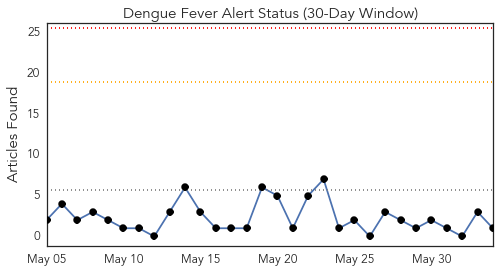 Dengue Fever Alert Status (30-Day Window)
Articles Found
25
20
15
10
5
0
May 05
May 10
May 15
May 20
May 25
May 30